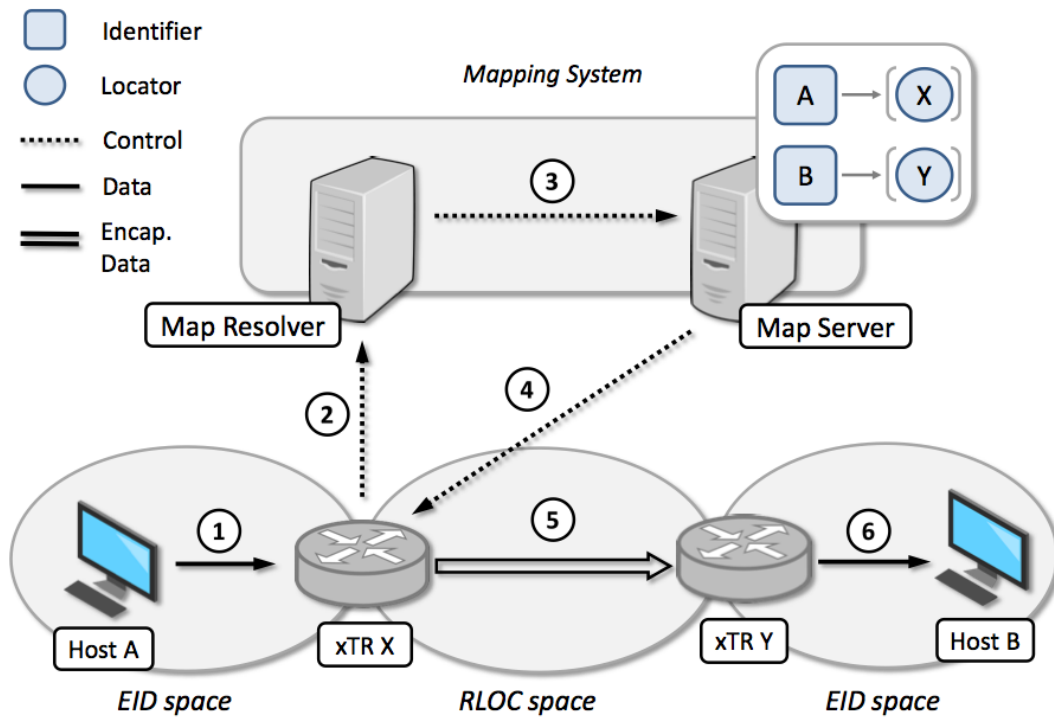 Identifier
Locator
Control
Data
Encap.
Data
Mapping System
A
X
B
Y
3
Map Resolver
Map Server
2
4
1
5
6
Host A
xTR X
xTR Y
Host B
EID space
RLOC space
EID space